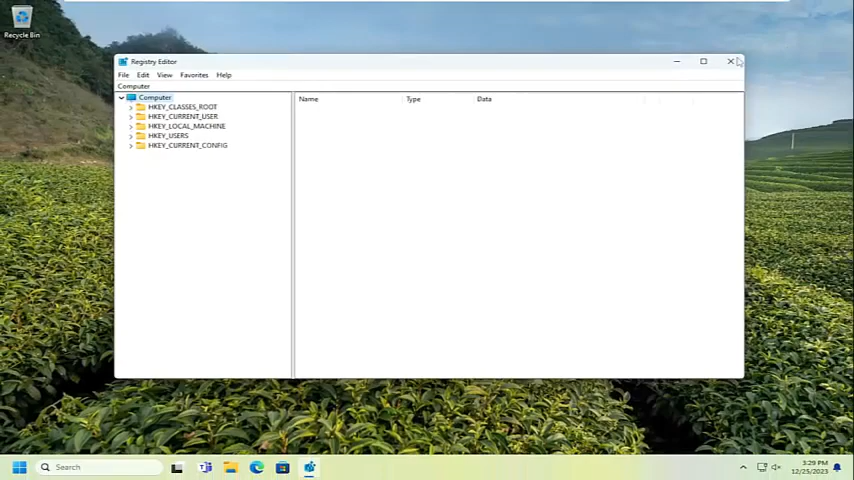 Recycle Bin
Registry Editor
File Edit View Favorites Help
Computer
Computer
HKEY_CLASSES_ROOT
HKEY_CURRENT_USER
HKEY_LOCAL_MACHINE
HKEY_USERS
HKEY_CURRENT_CONFIG
Name Type Data
Search
3:29 PM
12/25/2023